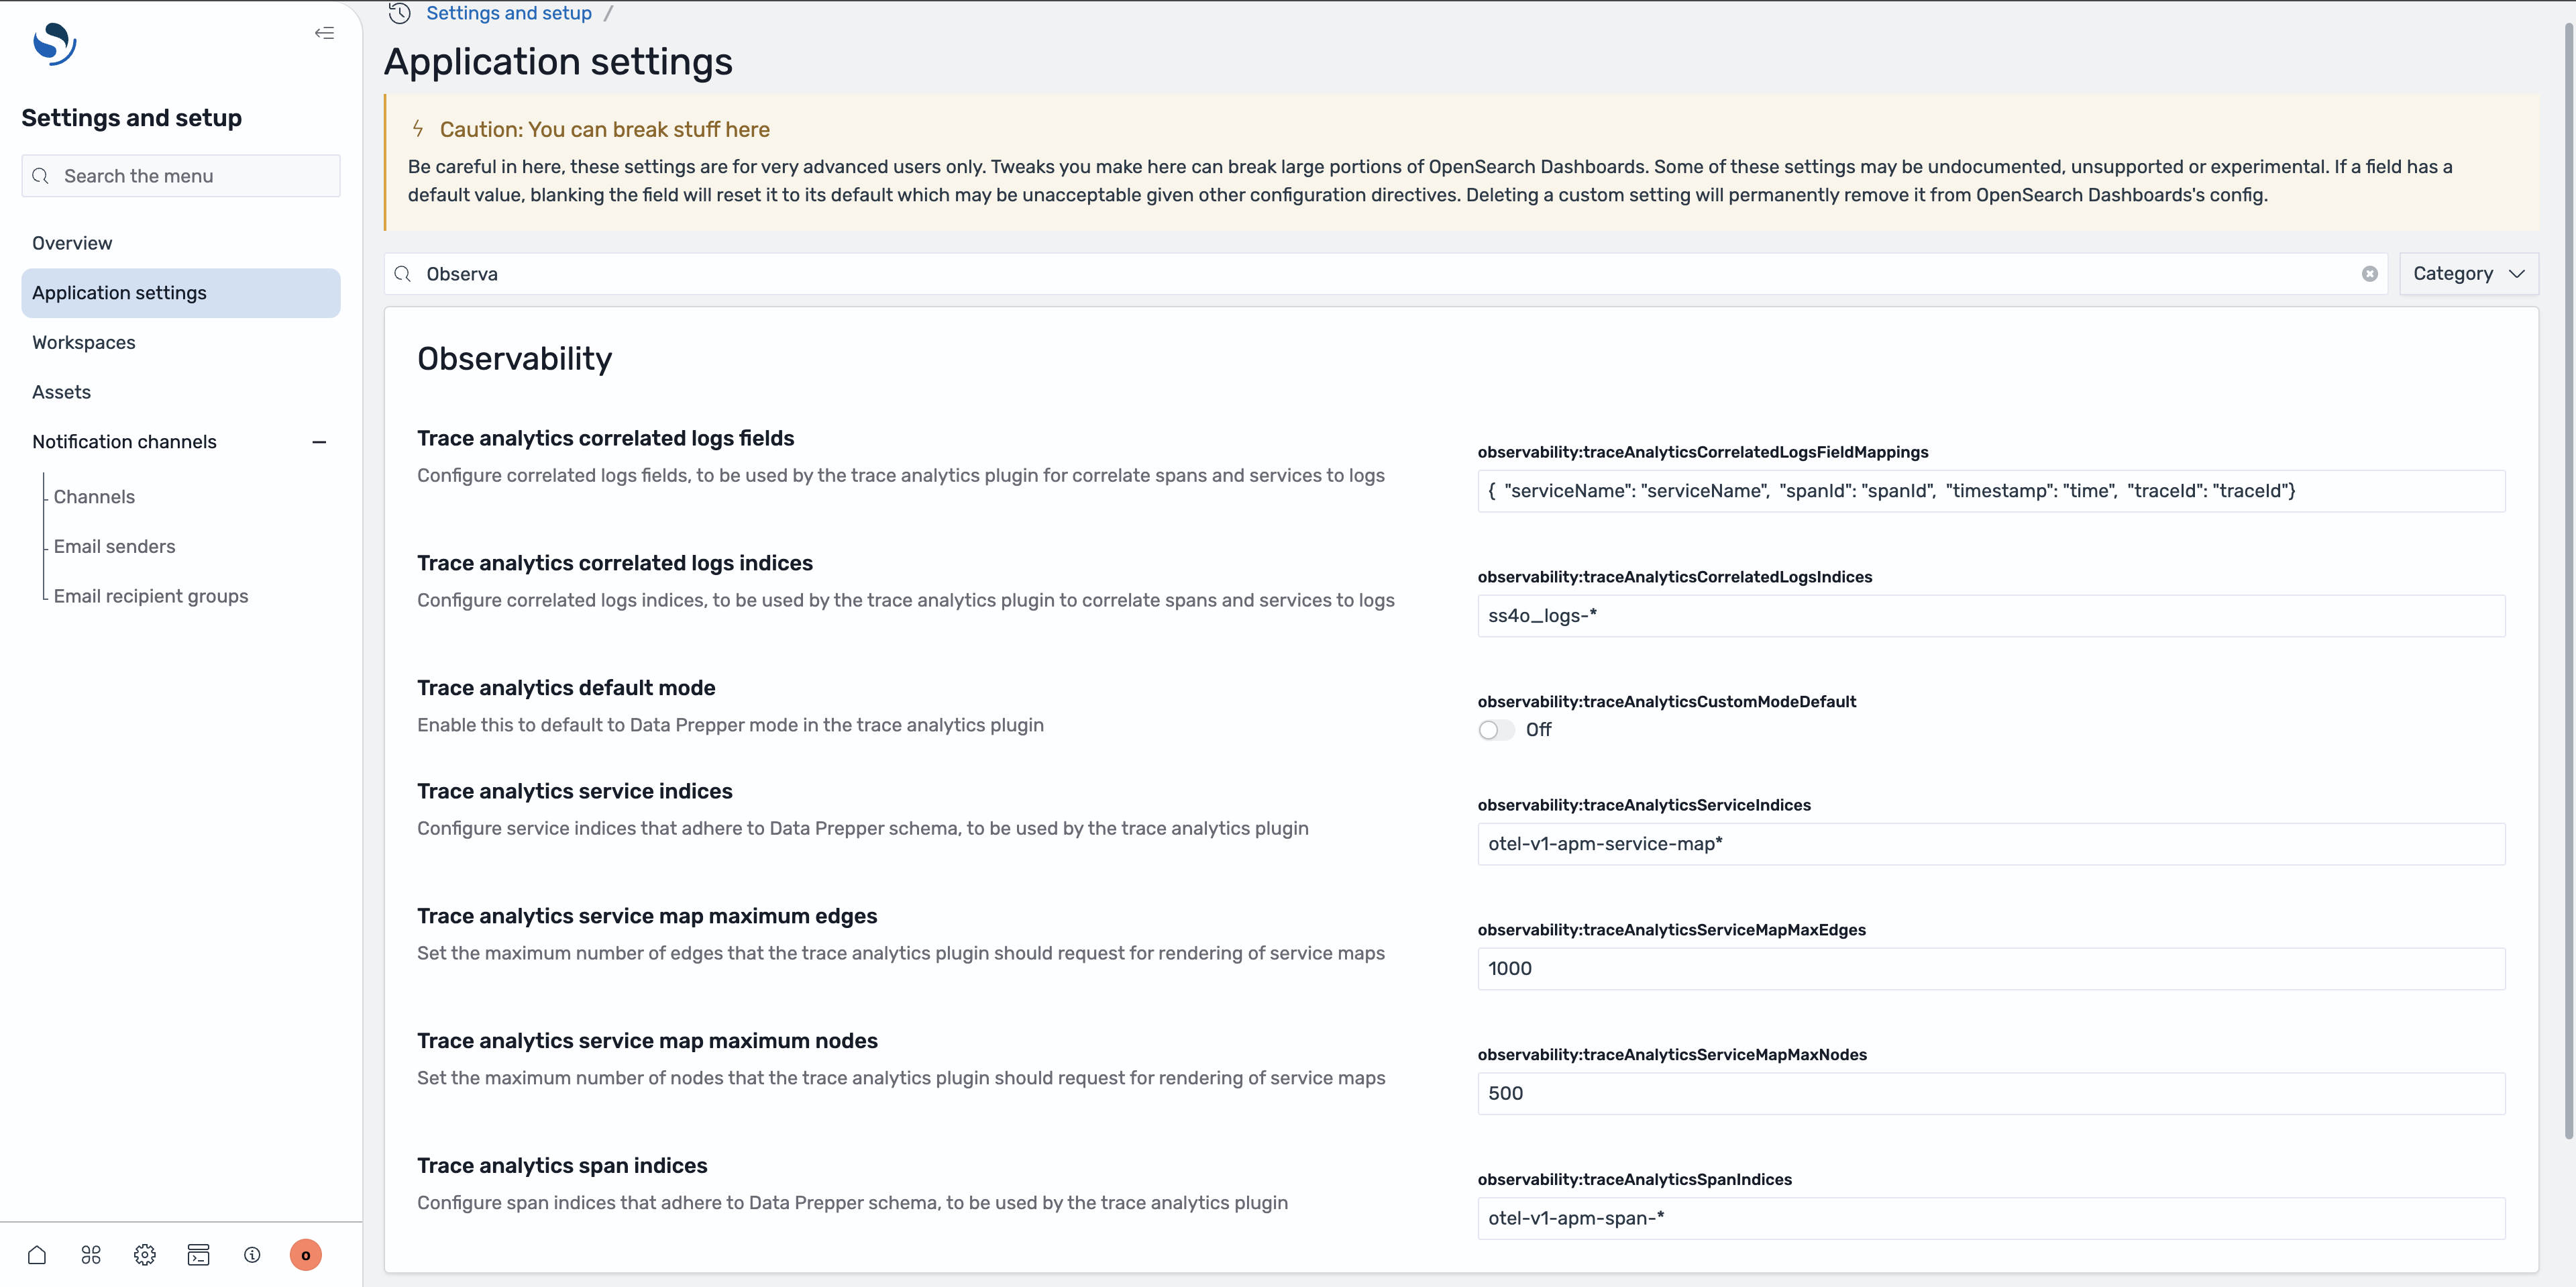 Settings and setup /
Application settings
Settings and setup
Search the menu
Overview
Application settings
Workspaces
Assets
Notification channels
Channels
Email senders
Email recipient groups
Caution: You can break stuff here
Be careful in here, these settings are for very advanced users only. Tweaks you make here can break large portions of OpenSearch Dashboards. Some of these settings may be undocumented, unsupported or experimental. If a field has a
default value, blanking the field will reset it to its default which may be unacceptable given other configuration directives. Deleting a custom setting will permanently remove it from OpenSearch Dashboards's config.
Observa
Category
Observability
Trace analytics correlated logs fields
Configure correlated logs fields, to be used by the trace analytics plugin for correlate spans and services to logs
observability:traceAnalyticsCorrelatedLogsFieldMappings
{ "serviceName": "serviceName", "spanId": "spanId", "timestamp": "time", "traceId": "traceId"}
Trace analytics correlated logs indices
Configure correlated logs indices, to be used by the trace analytics plugin to correlate spans and services to logs
observability:traceAnalyticsCorrelatedLogsIndices
ss4o_logs-*
Trace analytics default mode
Enable this to default to Data Prepper mode in the trace analytics plugin
observability:traceAnalyticsCustomModeDefault
Off
Trace analytics service indices
Configure service indices that adhere to Data Prepper schema, to be used by the trace analytics plugin
observability:traceAnalyticsServiceIndices
otel-v1-apm-service-map*
Trace analytics service map maximum edges
Set the maximum number of edges that the trace analytics plugin should request for rendering of service maps
observability:traceAnalyticsServiceMapMaxEdges
1000
Trace analytics service map maximum nodes
Set the maximum number of nodes that the trace analytics plugin should request for rendering of service maps
observability:traceAnalyticsServiceMapMaxNodes
500
Trace analytics span indices
Configure span indices that adhere to Data Prepper schema, to be used by the trace analytics plugin
observability:traceAnalyticsSpanIndices
otel-v1-apm-span-*
o